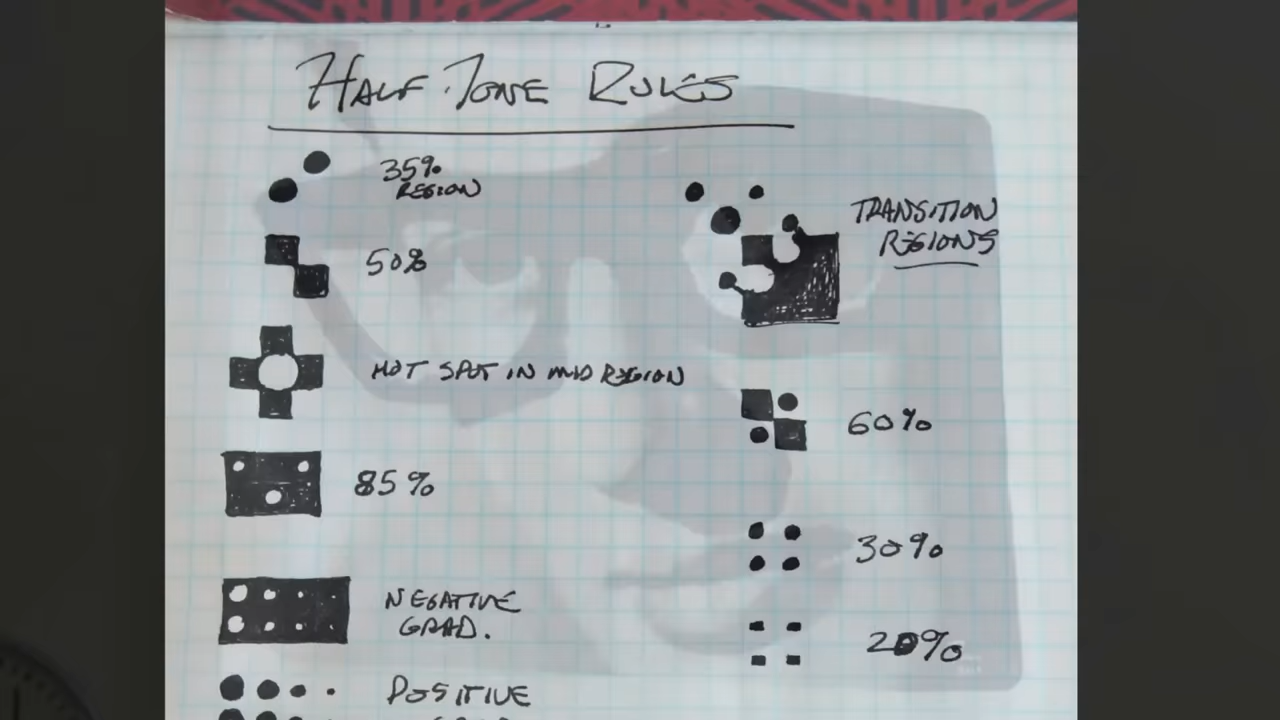 HALF-TONE RULES
35%
REGION
50%
HOT SPOT IN MID REGION
85%
NEGATIVE
GRAD.
POSITIVE
TRANSITION
REGIONS
60%
30%
20%